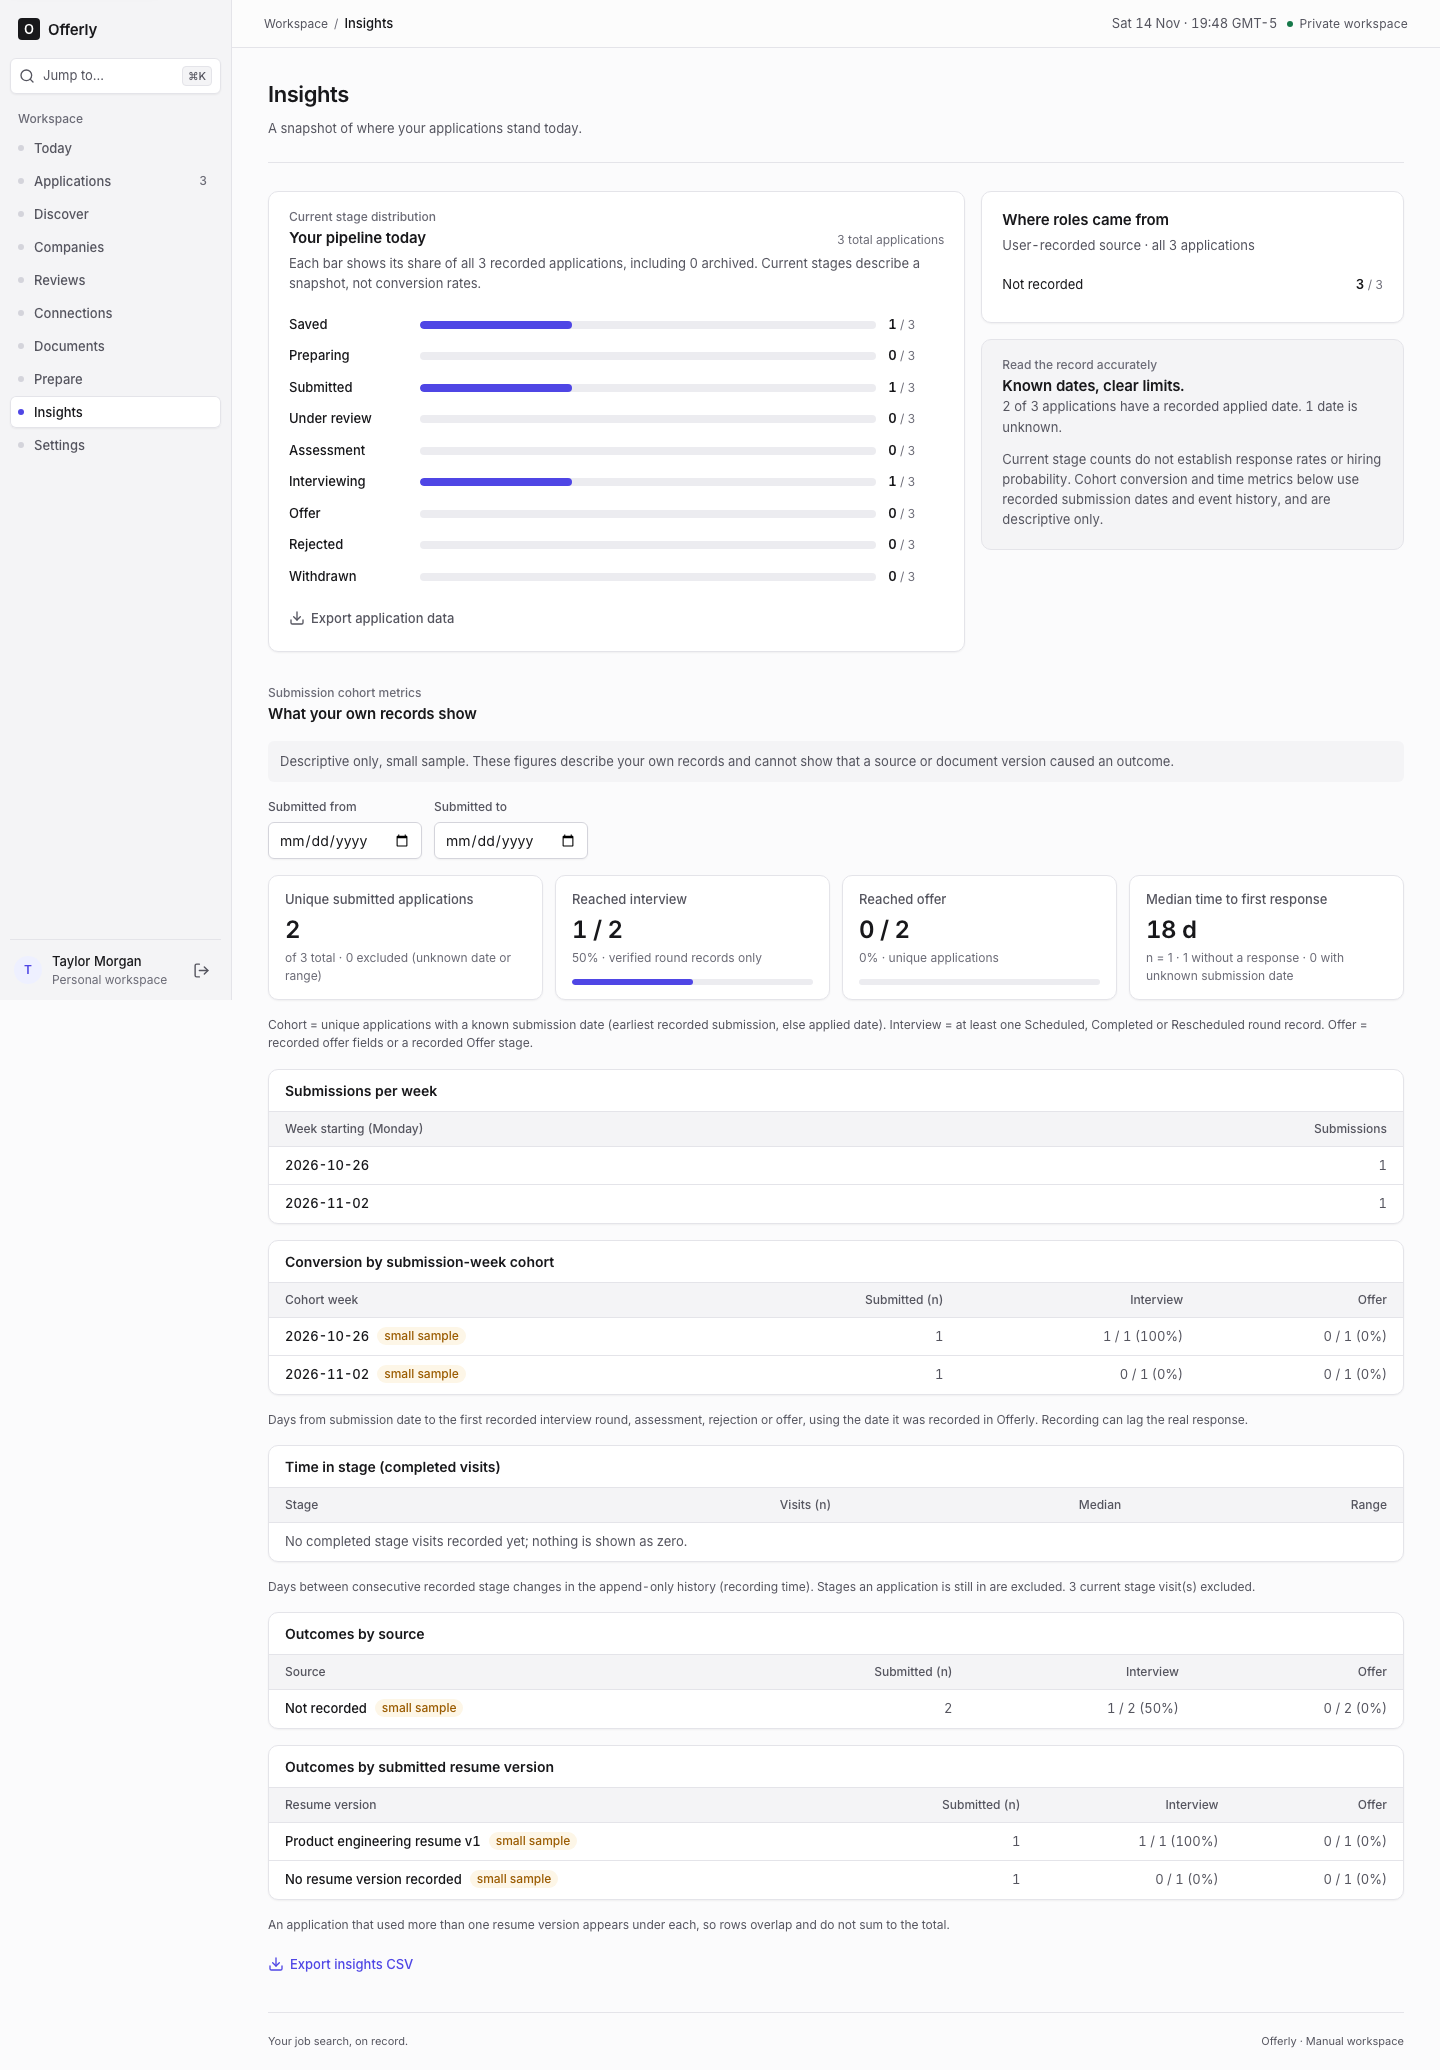 O Offerly
Jump to... ⌘K
Workspace
Today
Applications 3
Discover
Companies
Reviews
Connections
Documents
Prepare
Insights
Settings
T Taylor Morgan
Personal workspace
Workspace / Insights
Sat 14 Nov · 19:48 GMT-5 Private workspace
Insights
A snapshot of where your applications stand today.
Current stage distribution
Your pipeline today
3 total applications
Each bar shows its share of all 3 recorded applications, including 0 archived. Current stages describe a
snapshot, not conversion rates.
Saved 1 / 3
Preparing 0 / 3
Submitted 1 / 3
Under review 0 / 3
Assessment 0 / 3
Interviewing 1 / 3
Offer 0 / 3
Rejected 0 / 3
Withdrawn 0 / 3
Export application data
Where roles came from
User-recorded source · all 3 applications
Not recorded 3 / 3
Read the record accurately
Known dates, clear limits.
2 of 3 applications have a recorded applied date. 1 date is
unknown.
Current stage counts do not establish response rates or hiring
probability. Cohort conversion and time metrics below use
recorded submission dates and event history, and are
descriptive only.
Submission cohort metrics
What your own records show
Descriptive only, small sample. These figures describe your own records and cannot show that a source or document version caused an outcome.
Submitted from Submitted to
mm/dd/yyyy mm/dd/yyyy
Unique submitted applications
2
of 3 total · 0 excluded (unknown date or
range)
Reached interview
1 / 2
50% · verified round records only
Reached offer
0 / 2
0% · unique applications
Median time to first response
18 d
n = 1 · 1 without a response · 0 with
unknown submission date
Cohort = unique applications with a known submission date (earliest recorded submission, else applied date). Interview = at least one Scheduled, Completed or Rescheduled round record. Offer =
recorded offer fields or a recorded Offer stage.
Submissions per week
Week starting (Monday) Submissions
2026-10-26 1
2026-11-02 1
Conversion by submission-week cohort
Cohort week Submitted (n) Interview Offer
2026-10-26 small sample 1 1 / 1 (100%) 0 / 1 (0%)
2026-11-02 small sample 1 0 / 1 (0%) 0 / 1 (0%)
Days from submission date to the first recorded interview round, assessment, rejection or offer, using the date it was recorded in Offerly. Recording can lag the real response.
Time in stage (completed visits)
Stage Visits (n) Median Range
No completed stage visits recorded yet; nothing is shown as zero.
Days between consecutive recorded stage changes in the append-only history (recording time). Stages an application is still in are excluded. 3 current stage visit(s) excluded.
Outcomes by source
Source Submitted (n) Interview Offer
Not recorded small sample 2 1 / 2 (50%) 0 / 2 (0%)
Outcomes by submitted resume version
Resume version Submitted (n) Interview Offer
Product engineering resume v1 small sample 1 1 / 1 (100%) 0 / 1 (0%)
No resume version recorded small sample 1 0 / 1 (0%) 0 / 1 (0%)
An application that used more than one resume version appears under each, so rows overlap and do not sum to the total.
Export insights CSV
Your job search, on record.
Offerly · Manual workspace